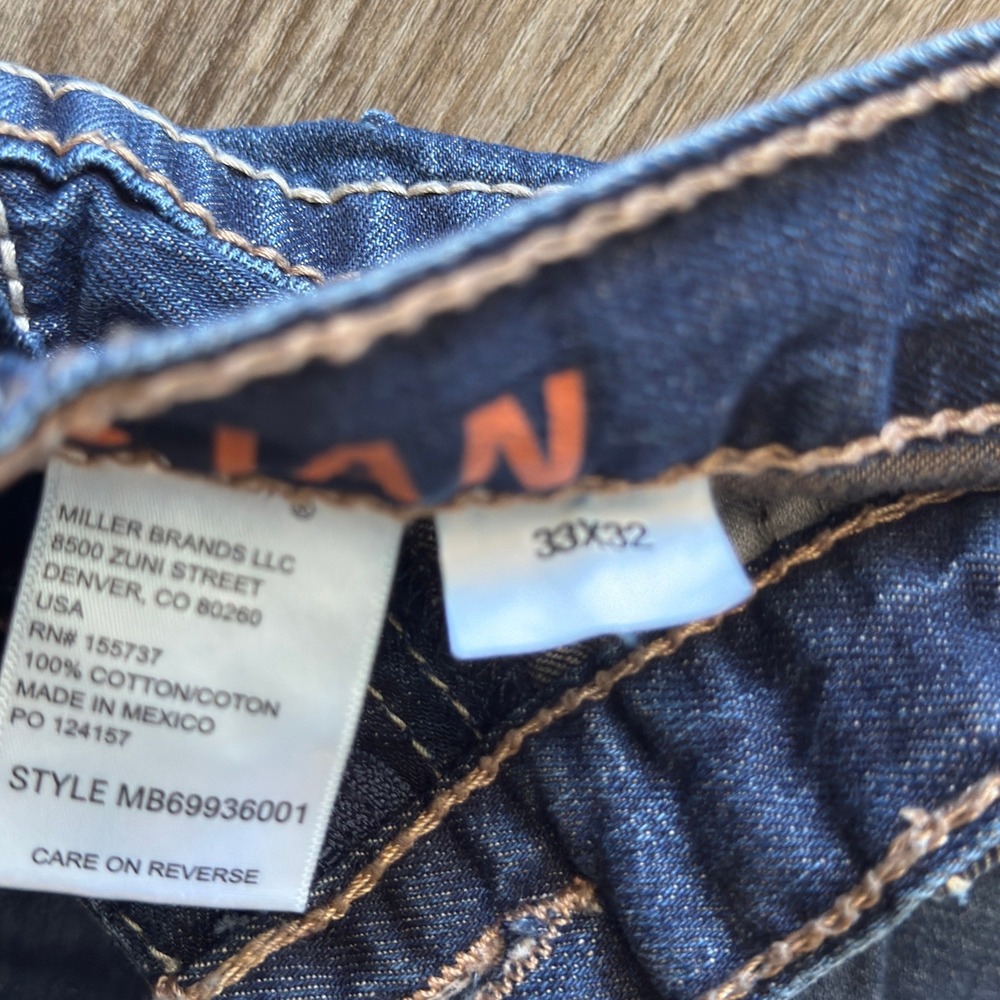 ®
MILLER BRANDS LLC
8500 ZUNI STREET
DENVER, CO 80260
USA
RN# 155737
100% COTTON/COTON
MADE IN MEXICO
PO 124157
STYLE MB69936001
CARE ON REVERSE
33X32